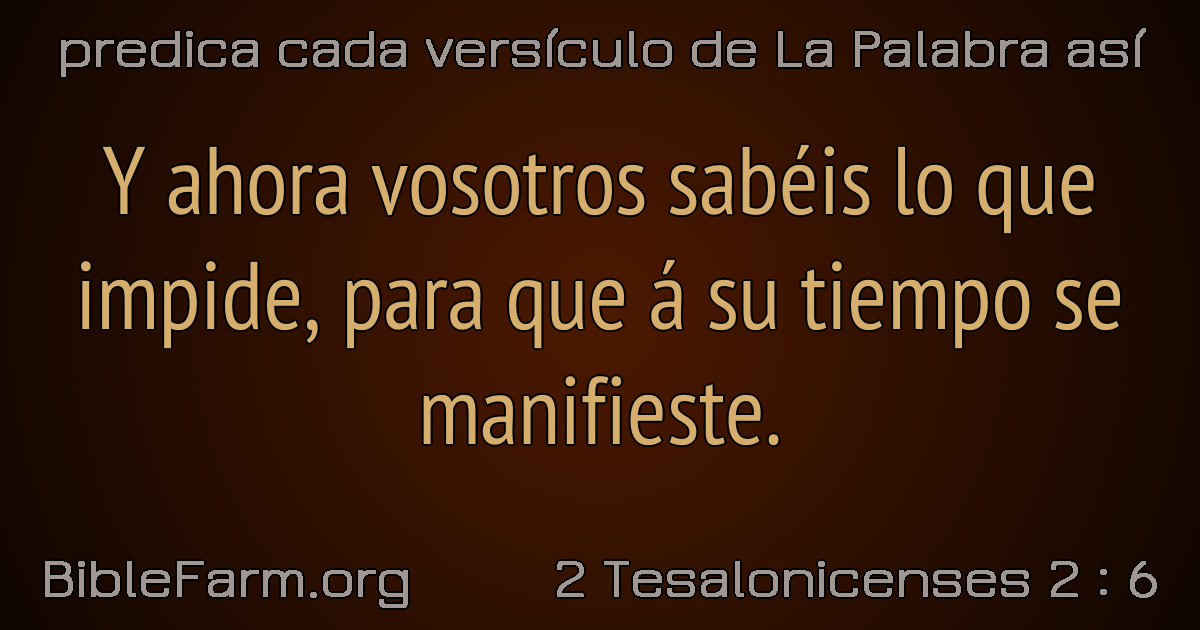 predica cada versículo de La Palabra así
Y ahora vosotros sabéis lo que
impide, para que á su tiempo se
manifieste.
BibleFarm.org
2 Tesalonicenses 2 : 6